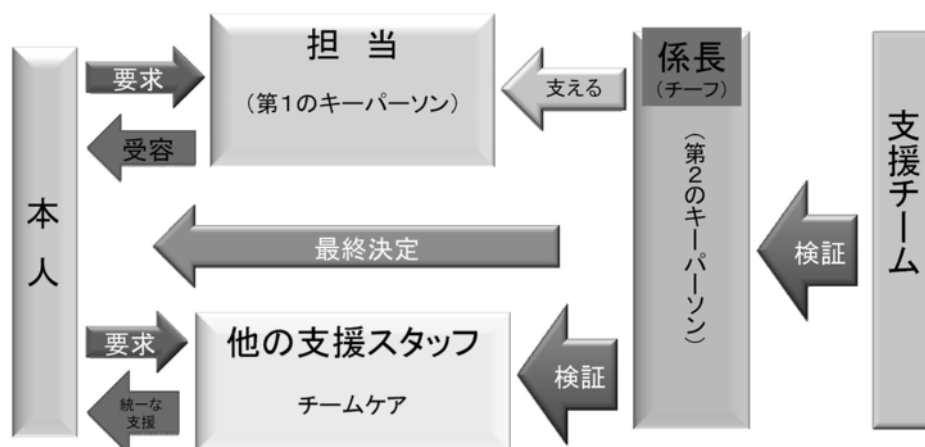 本人
要求
受容
担 当
（第１のキーパーソン）
支える
係長
（チーフ）
（第２のキーパーソン）
支援チーム
検証
最終決定
要求
統一な
支援
他の支援スタッフ
チームケア
検証